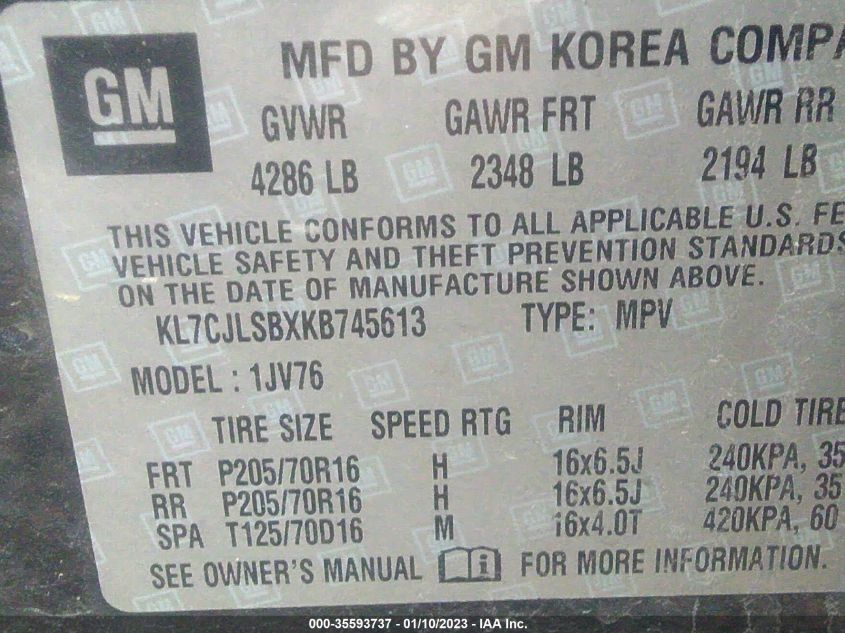 GM MFD BY GM KOREA COMPA
GVWR GAWR FRT GAWR RR
4286 LB 2348 LB 2194 LB
THIS VEHICLE CONFORMS TO ALL APPLICABLE U.S. FE
VEHICLE SAFETY AND THEFT PREVENTION STANDARDS
ON THE DATE OF MANUFACTURE SHOWN ABOVE.
KL7CJLSBXKB745613 TYPE: MPV
MODEL : 1JV76
TIRE SIZE SPEED RTG RIM COLD TIRE
FRT P205/70R16 H 16x6.5J 240KPA, 35
RR P205/70R16 H 16x6.5J 240KPA, 35
SPA T125/70D16 M 16x4.0T 420KPA, 60
SEE OWNER'S MANUAL i FOR MORE INFORMATION.
000-35593737 - 01/10/2023 - IAA Inc.